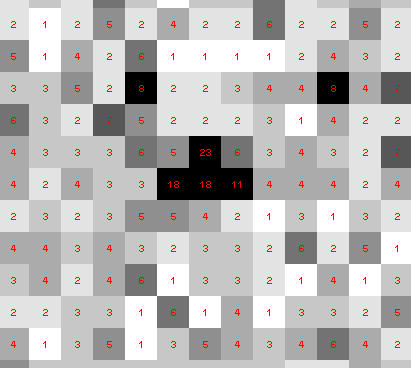 2 1 2 5 2 4 2 2 6 2 2 5 2
5 1 4 2 6 1 1 1 1 2 4 3 2
3 3 5 2 8 2 2 3 4 4 8 4 7
6 3 2 7 5 2 2 2 3 1 4 2 2
4 3 3 3 6 5 23 6 3 4 3 2 7
4 2 4 3 3 18 18 11 4 4 4 2 4
2 3 2 3 5 5 4 2 1 3 1 3 2
4 4 3 4 3 2 3 3 2 6 2 5 1
3 4 2 4 6 1 3 3 2 1 4 1 3
2 2 3 3 1 6 1 4 1 3 3 2 5
4 1 3 5 1 3 5 4 3 4 6 4 2